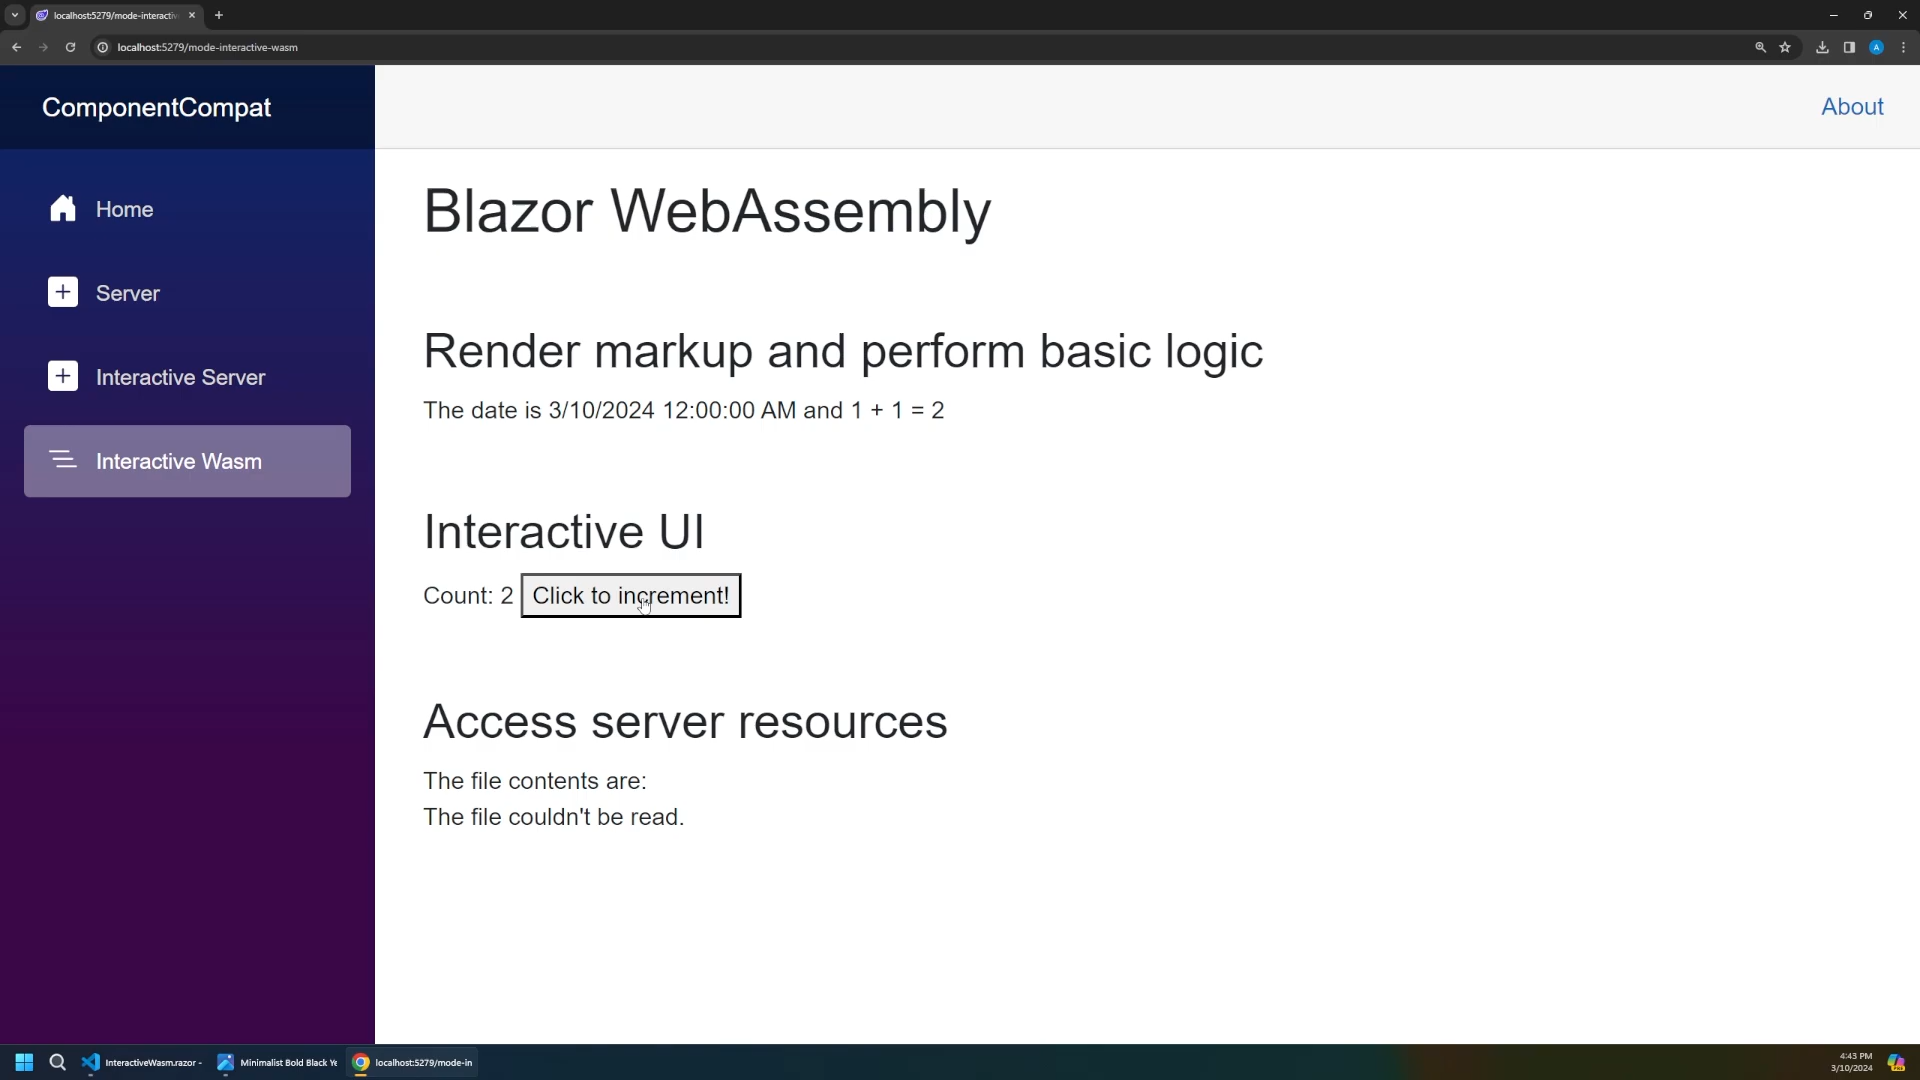 localhost:5279/mode-interactiv
localhost:5279/mode-interactive-wasm
A
ComponentCompat
About
Home
Server
Interactive Server
Interactive Wasm
Blazor WebAssembly
Render markup and perform basic logic
The date is 3/10/2024 12:00:00 AM and 1 + 1 = 2
Interactive UI
Count: 2 Click to increment!
Access server resources
The file contents are:
The file couldn't be read.
InteractiveWasm.razor -
Minimalist Bold Black Ye
localhost:5279/mode-in
4:43 PM
3/10/2024